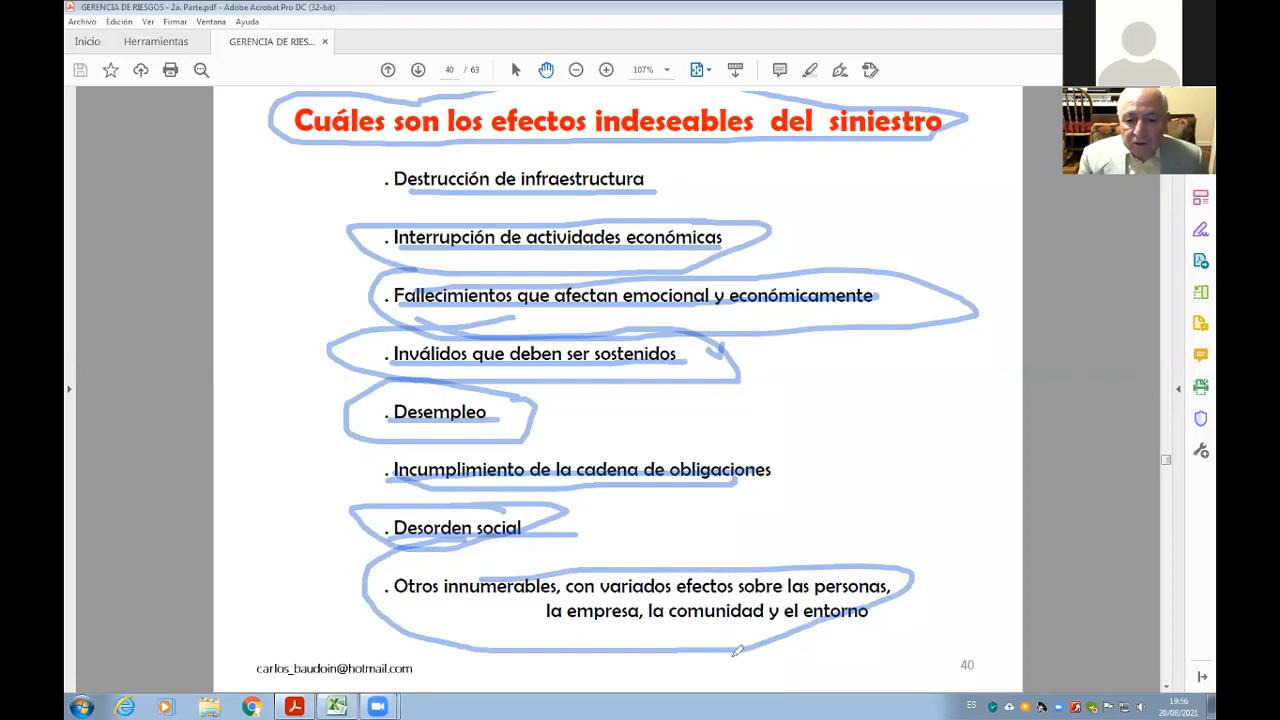 GERENCIA DE RIESGOS - 2a. Parte.pdf - Adobe Acrobat Pro DC (32-bit)
Archivo Edición Ver Firmar Ventana Ayuda
Inicio Herramientas GERENCIA DE RIES... ×
40 / 63 107%
Cuáles son los efectos indeseables del siniestro
. Destrucción de infraestructura
. Interrupción de actividades económicas
. Fallecimientos que afectan emocional y económicamente
. Inválidos que deben ser sostenidos
. Desempleo
. Incumplimiento de la cadena de obligaciones
. Desorden social
. Otros innumerables, con variados efectos sobre las personas,
la empresa, la comunidad y el entorno
carlos_baudoin@hotmail.com 40
ES 19:56
20/08/2021